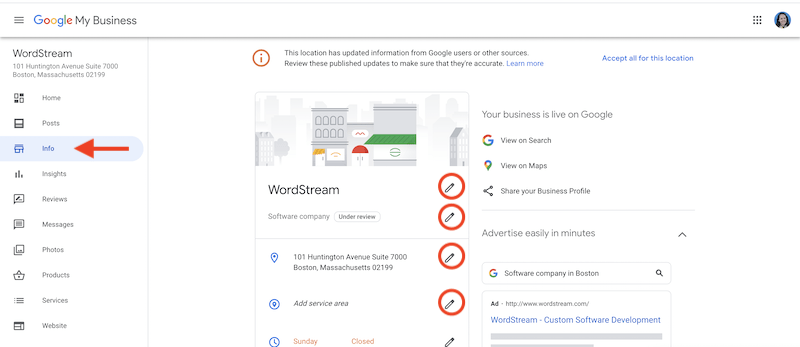 Google My Business
WordStream
101 Huntington Avenue Suite 7000
Boston, Massachusetts 02199
Home
Posts
Info
Insights
Reviews
Messages
Photos
Products
Services
Website
This location has updated information from Google users or other sources.
Review these published updates to make sure that they're accurate. Learn more
Accept all for this location
WordStream
Software company Under review
101 Huntington Avenue Suite 7000
Boston, Massachusetts 02199
Add service area
Sunday Closed
Your business is live on Google
View on Search
View on Maps
Share your Business Profile
Advertise easily in minutes
Software company in Boston
Ad · http://www.wordstream.com/
WordStream - Custom Software Development